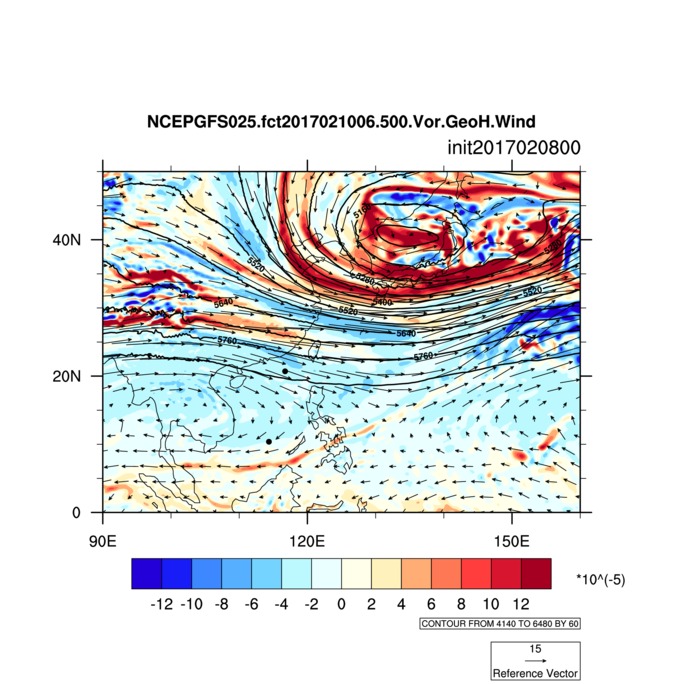 NCEPGFS025.fct2017021006.500.Vor.GeoH.Wind
init2017020800
40N
20N
0
90E 120E 150E
5520
5640
5760
5280
5400
5520
5640
5760
5520
-12 -10 -8 -6 -4 -2 0 2 4 6 8 10 12
*10^(-5)
CONTOUR FROM 4140 TO 6480 BY 60
15
Reference Vector